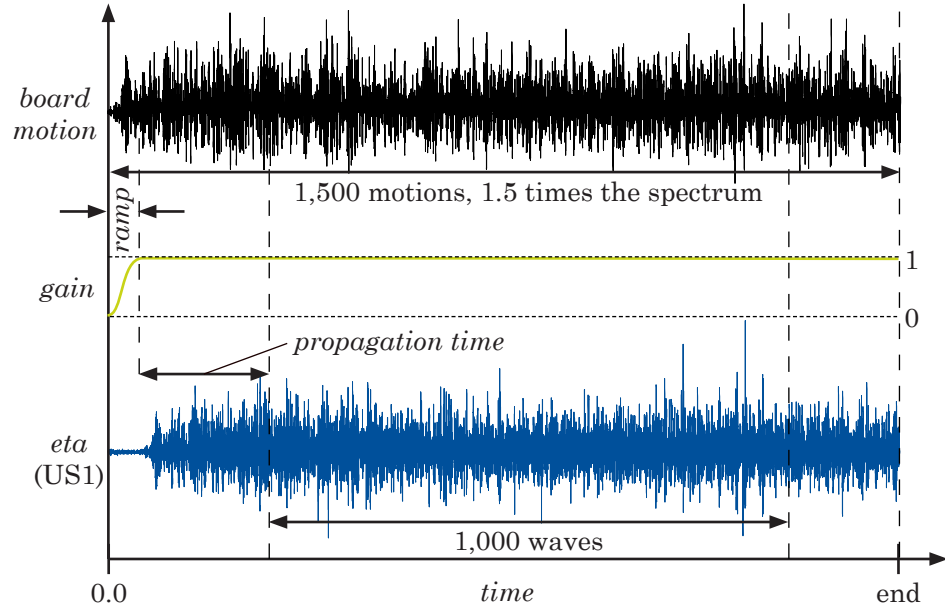 board
motion
1,500 motions, 1.5 times the spectrum
ramp
1
gain
0
propagation time
eta
(US1)
1,000 waves
0.0
time
end